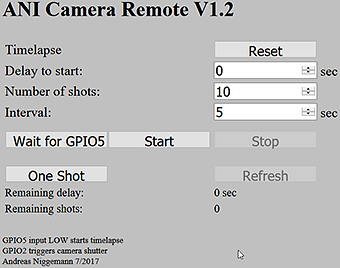 ANI Camera Remote V1.2
Timelapse Reset
Delay to start: 0 sec
Number of shots: 10
Interval: 5 sec
Wait for GPIO5 Start Stop
One Shot Refresh
Remaining delay: 0 sec
Remaining shots: 0
GPIO5 input LOW starts timelapse
GPIO2 triggers camera shutter
Andreas Niggemann 7/2017